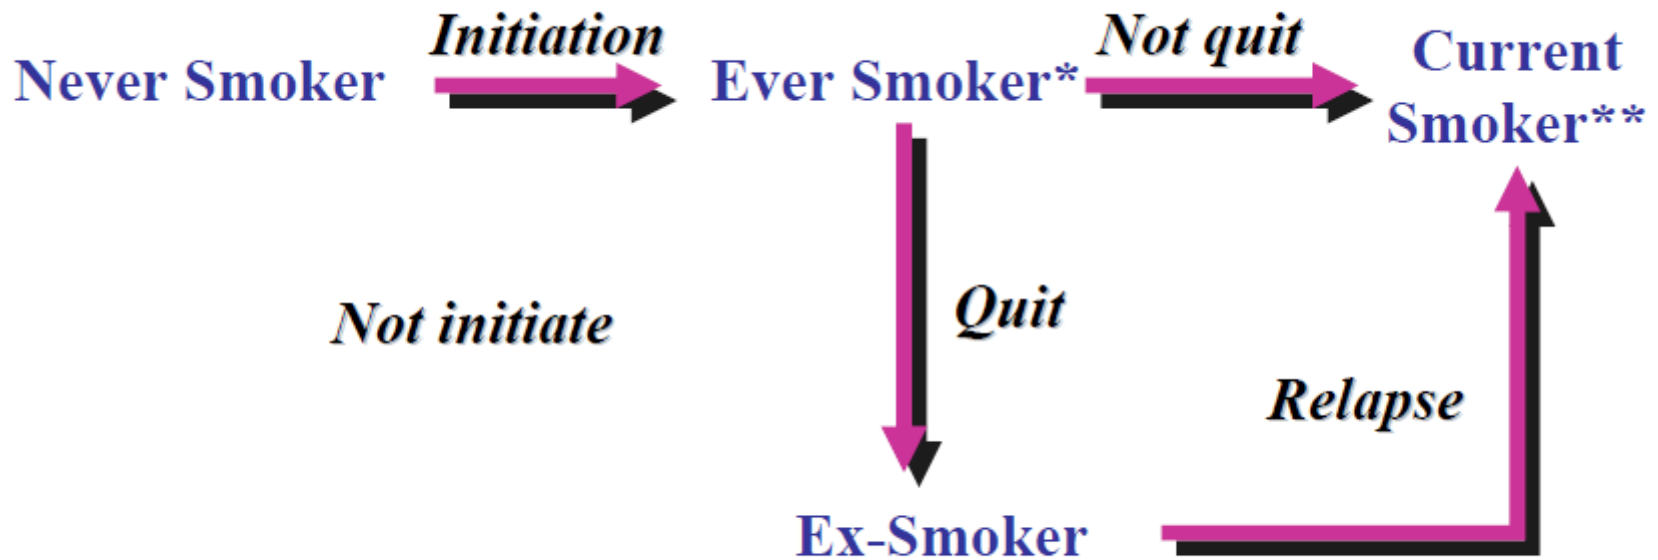 Initiation
Not quit
Never Smoker
Ever Smoker*
Current
Smoker**
Not initiate
Quit
Relapse
Ex-Smoker